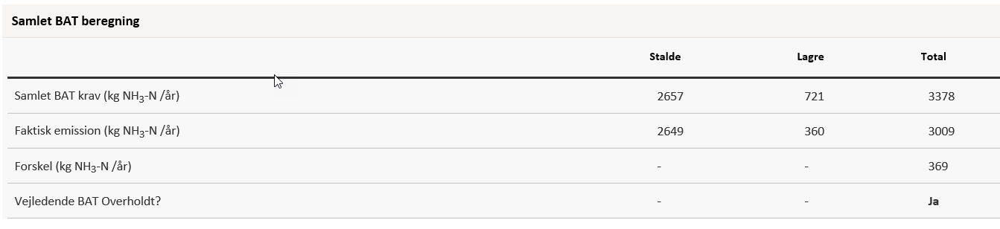 Samlet BAT beregning
Stalde Lagre Total
Samlet BAT krav (kg NH3-N /år) 2657 721 3378
Faktisk emission (kg NH3-N /år) 2649 360 3009
Forskel (kg NH3-N /år) - - 369
Vejledende BAT Overholdt? - - Ja